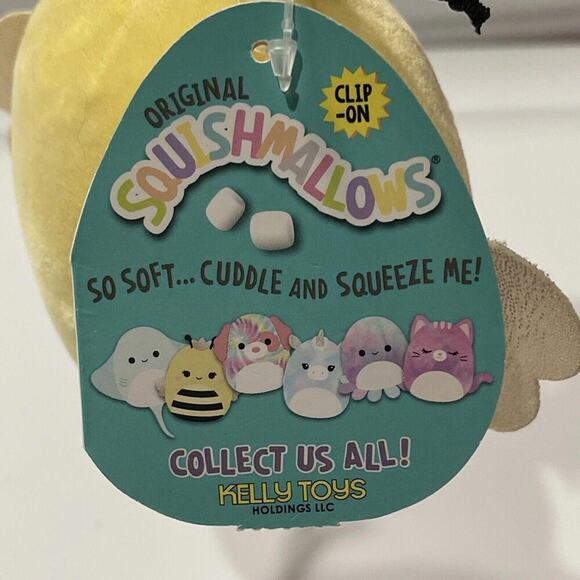 ORIGINAL
CLIP
-ON
SQUISHMALLOWS®
SO SOFT... CUDDLE AND SQUEEZE ME!
COLLECT US ALL!
KELLY TOYS
HOLDINGS LLC